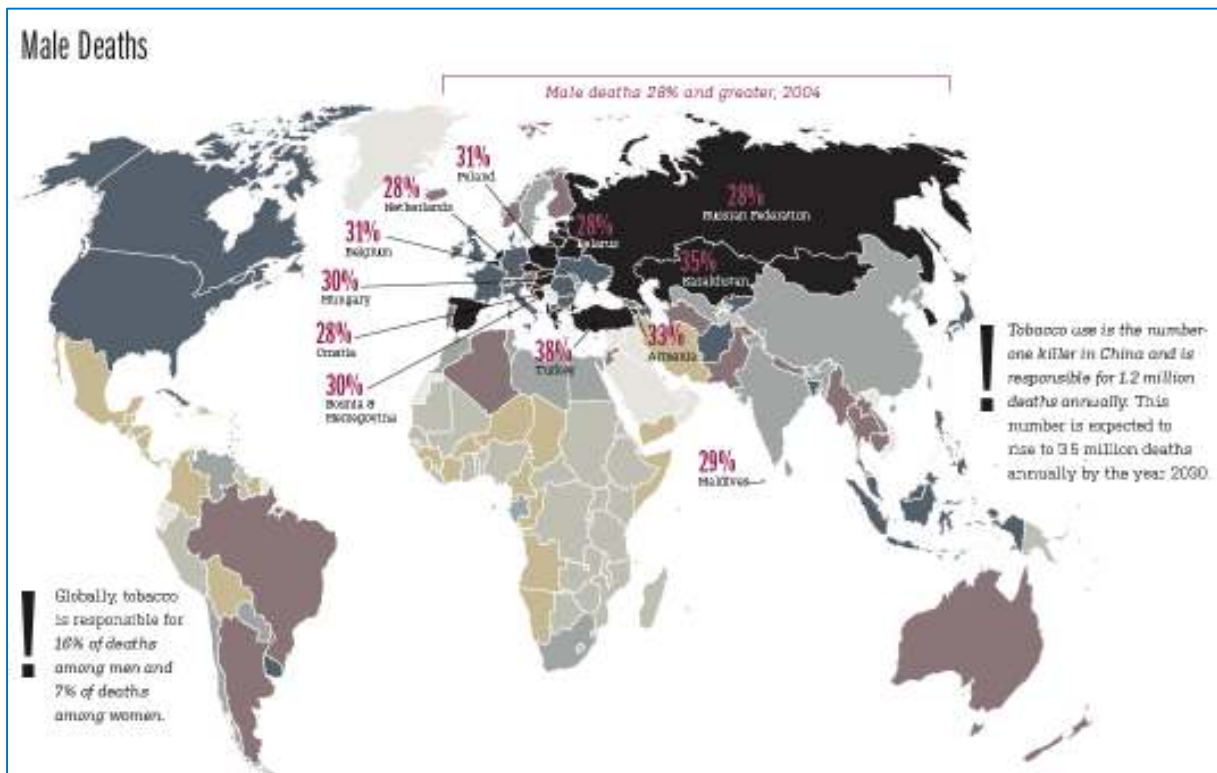 Male Deaths
Male deaths 28% and greater, 2004
31%
Poland
28%
Netherlands
28%
Russian Federation
28%
Belarus
31%
Belgium
35%
Kazakhstan
30%
Hungary
28%
Croatia
38%
Turkey
33%
Armenia
30%
Bosnia &
Herzegovina
29%
Maldives
! Tobacco use is the number-
one killer in China and is
responsible for 1.2 million
deaths annually. This
number is expected to
rise to 3.5 million deaths
annually by the year 2030.
! Globally, tobacco
is responsible for
16% of deaths
among men and
7% of deaths
among women.